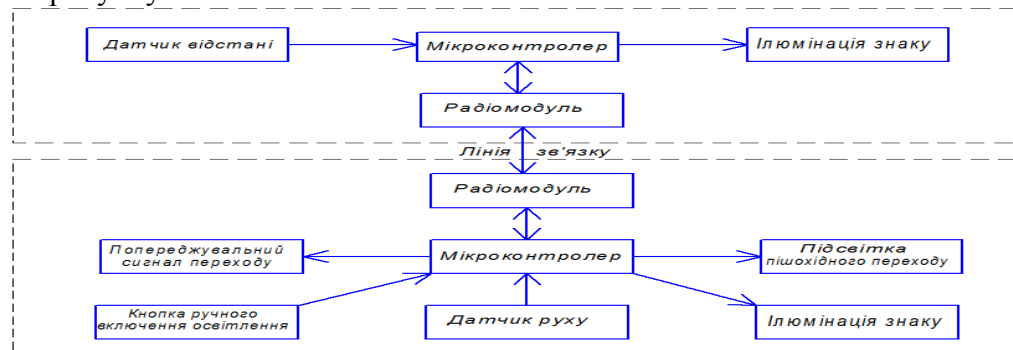 Датчик відстані
Мікроконтролер
Ілюмінація знаку
Радіомодуль
Лінія зв'язку
Радіомодуль
Попереджувальний
сигнал переходу
Мікроконтролер
Підсвітка
пішохідного переходу
Кнопка ручного
включення освітлення
Датчик руху
Ілюмінація знаку